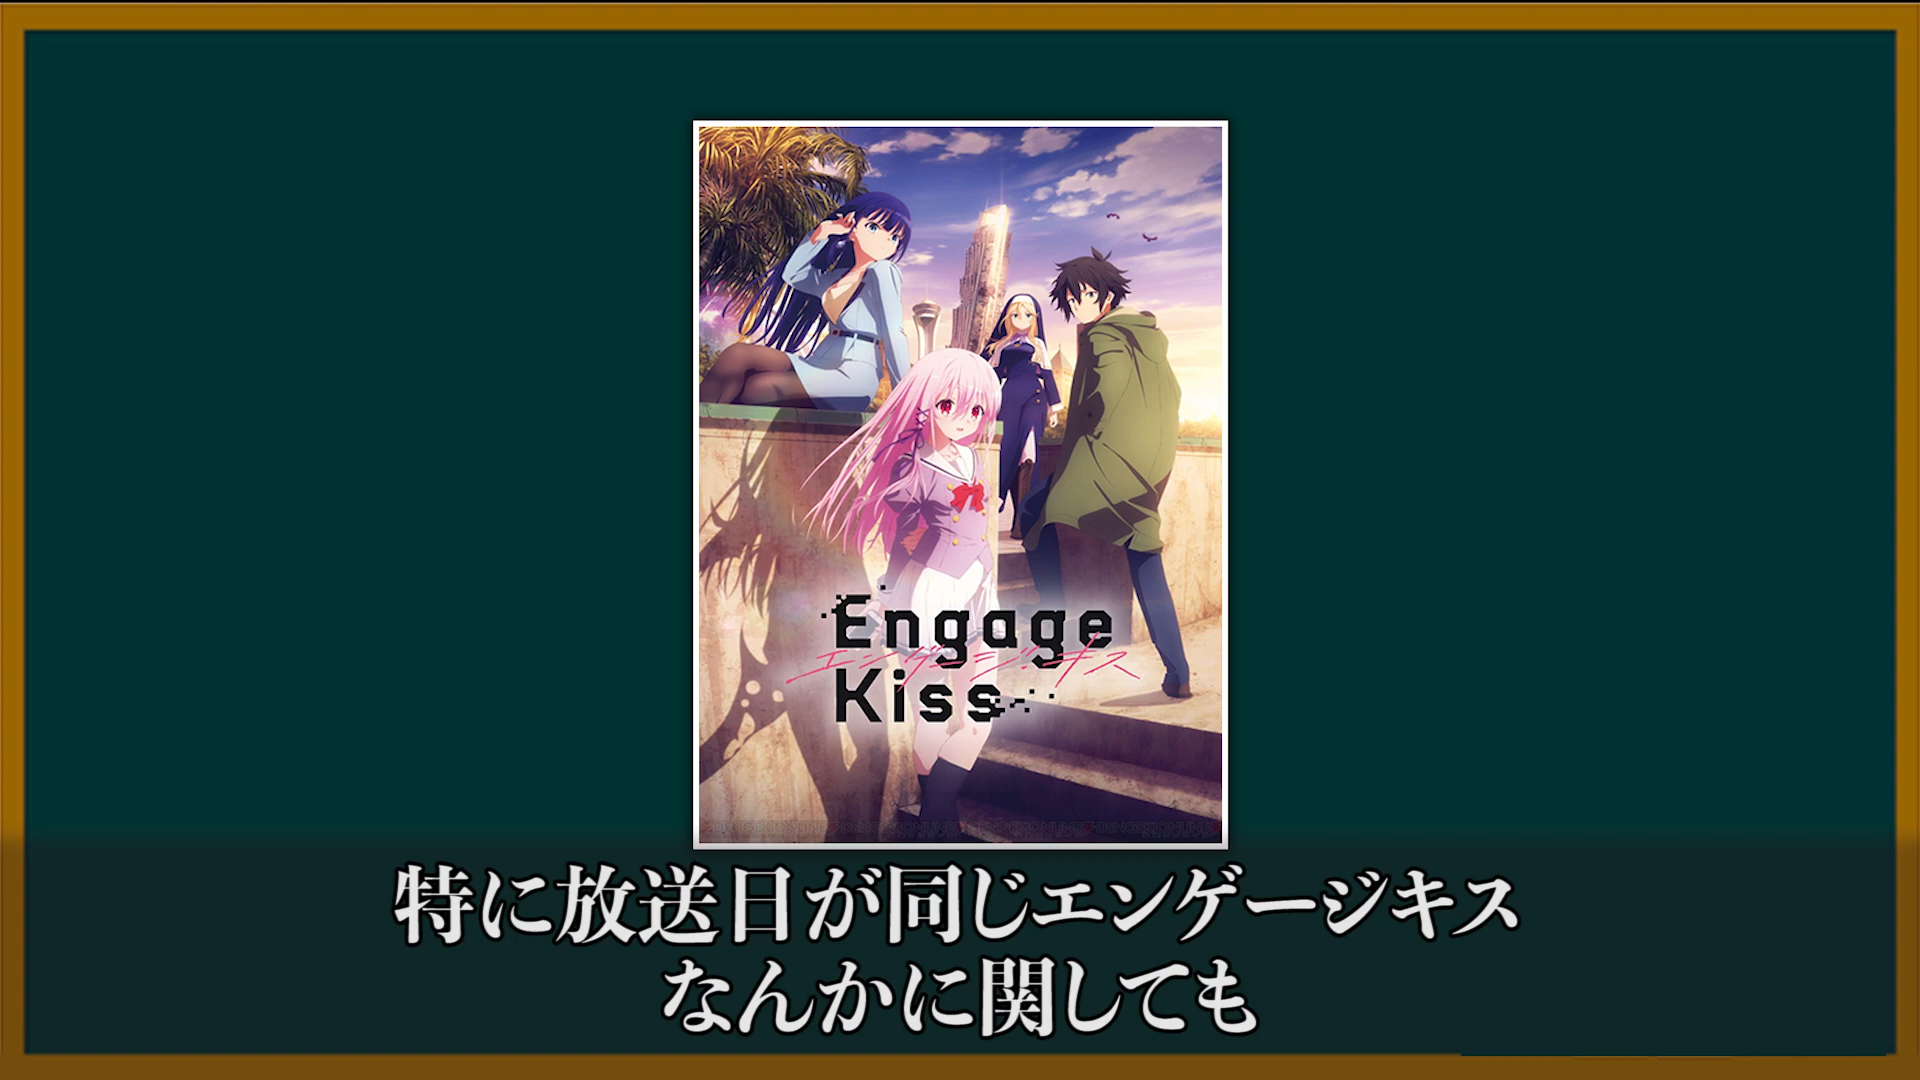 Engage
エンゲージ・キス
Kiss
特に放送日が同じエンゲージキス
なんかに関しても